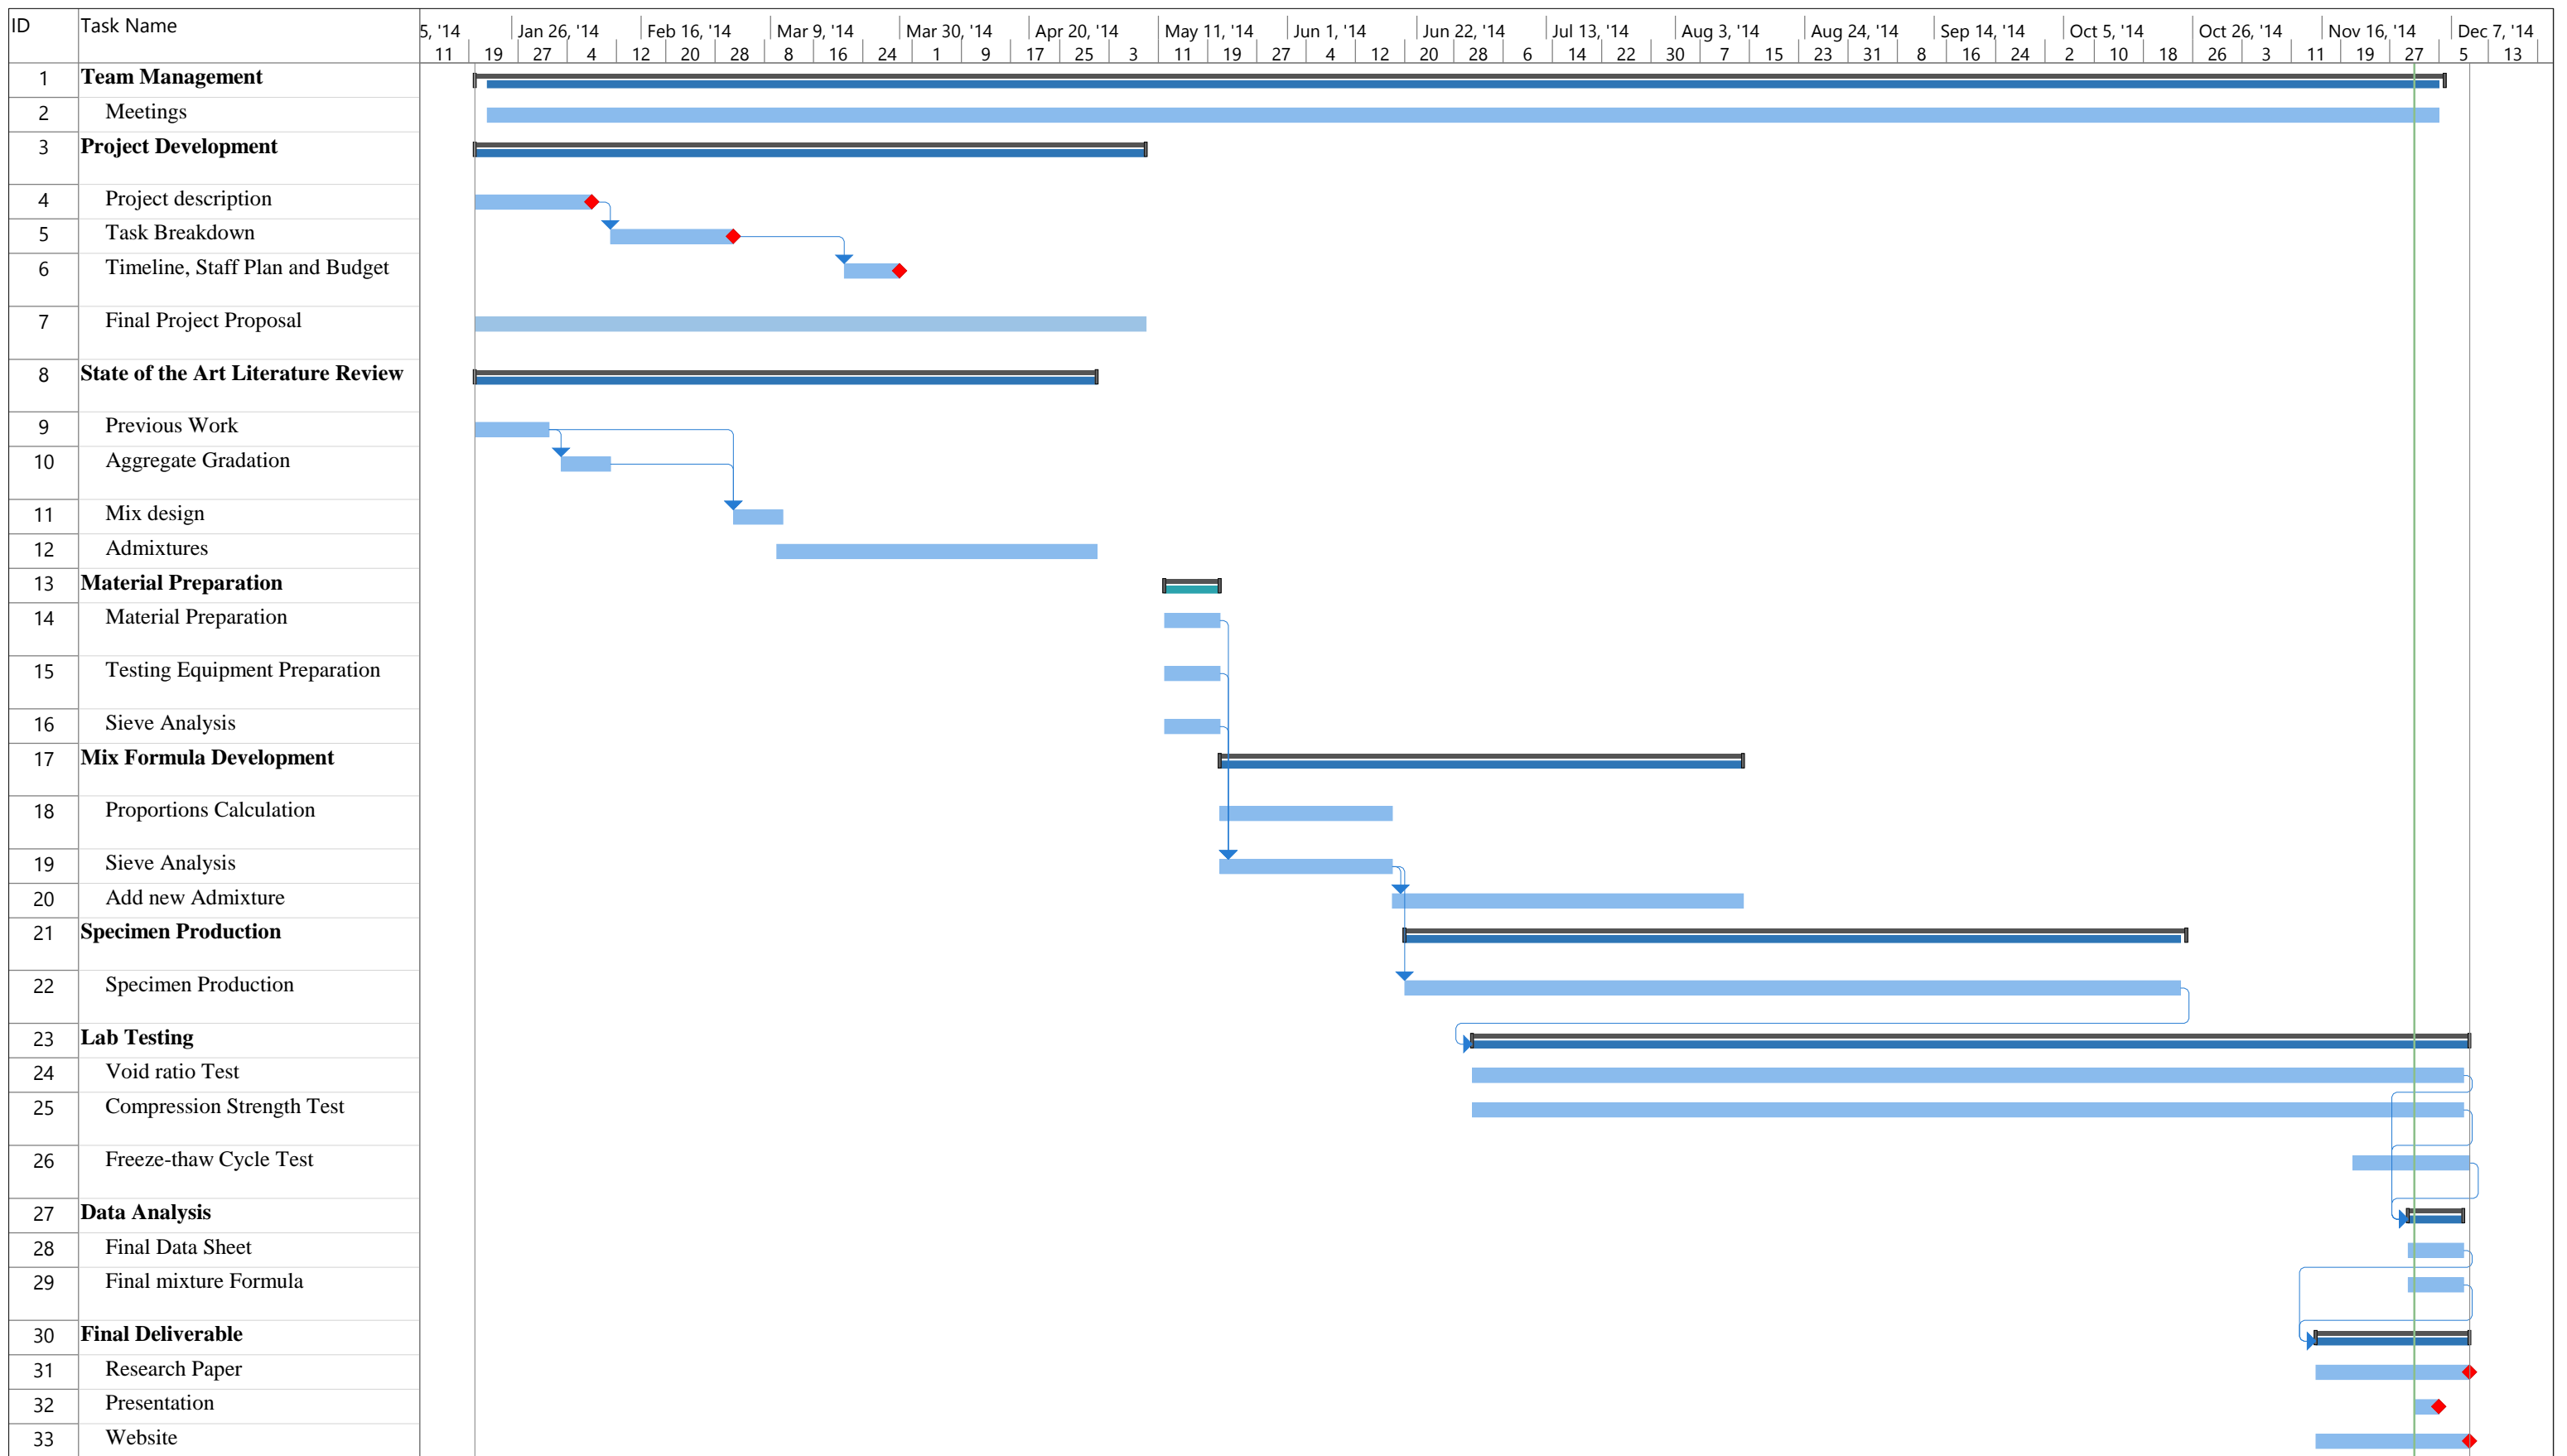 ID Task Name 5, '14 Jan 26, '14 Feb 16, '14 Mar 9, '14 Mar 30, '14 Apr 20, '14 May 11, '14 Jun 1, '14 Jun 22, '14 Jul 13, '14 Aug 3, '14 Aug 24, '14 Sep 14, '14 Oct 5, '14 Oct 26, '14 Nov 16, '14 Dec 7, '14
11 19 27 4 12 20 28 8 16 24 1 9 17 25 3 11 19 27 4 12 20 28 6 14 22 30 7 15 23 31 8 16 24 2 10 18 26 3 11 19 27 5 13
1 Team Management
2 Meetings
3 Project Development
4 Project description
5 Task Breakdown
6 Timeline, Staff Plan and Budget
7 Final Project Proposal
8 State of the Art Literature Review
9 Previous Work
10 Aggregate Gradation
11 Mix design
12 Admixtures
13 Material Preparation
14 Material Preparation
15 Testing Equipment Preparation
16 Sieve Analysis
17 Mix Formula Development
18 Proportions Calculation
19 Sieve Analysis
20 Add new Admixture
21 Specimen Production
22 Specimen Production
23 Lab Testing
24 Void ratio Test
25 Compression Strength Test
26 Freeze-thaw Cycle Test
27 Data Analysis
28 Final Data Sheet
29 Final mixture Formula
30 Final Deliverable
31 Research Paper
32 Presentation
33 Website